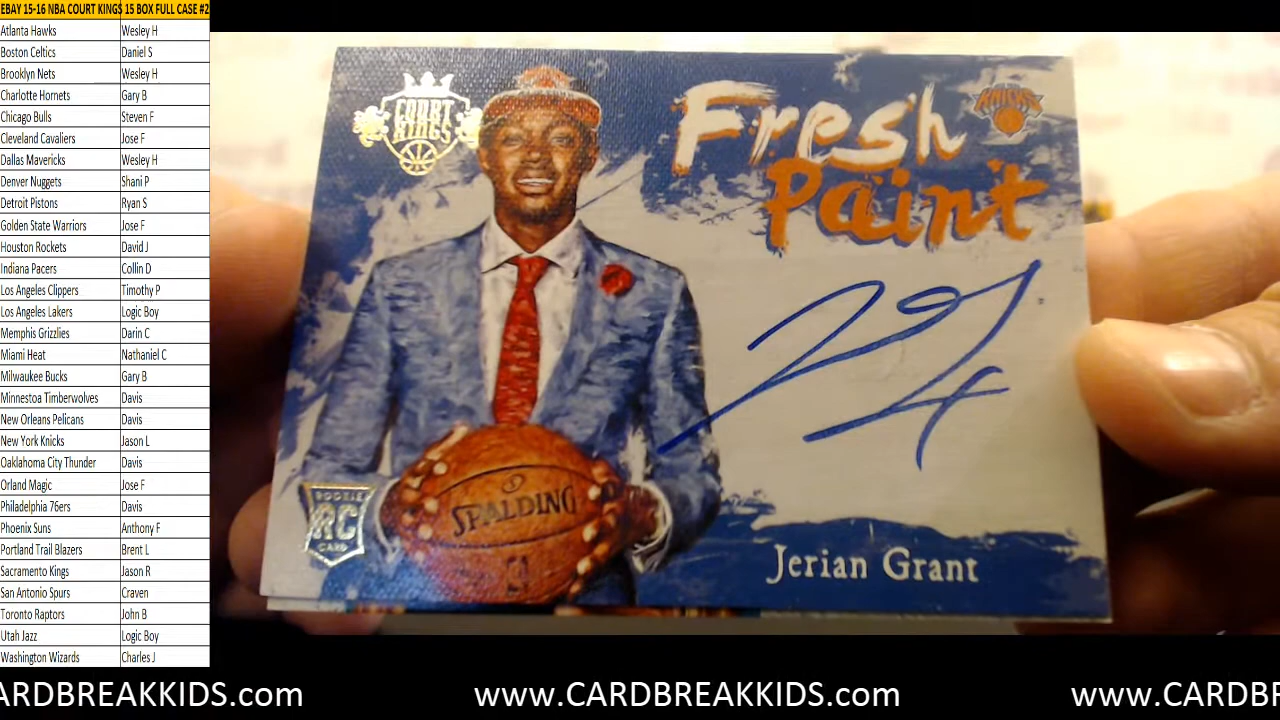 EBAY 15-16 NBA COURT KINGS 15 BOX FULL CASE #2
Atlanta Hawks Wesley H
Boston Celtics Daniel S
Brooklyn Nets Wesley H
Charlotte Hornets Gary B
Chicago Bulls Steven F
Cleveland Cavaliers Jose F
Dallas Mavericks Wesley H
Denver Nuggets Shani P
Detroit Pistons Ryan S
Golden State Warriors Jose F
Houston Rockets David J
Indiana Pacers Collin D
Los Angeles Clippers Timothy P
Los Angeles Lakers Logic Boy
Memphis Grizzlies Darin C
Miami Heat Nathaniel C
Milwaukee Bucks Gary B
Minnestoa Timberwolves Davis
New Orleans Pelicans Davis
New York Knicks Jason L
Oaklahoma City Thunder Davis
Orland Magic Jose F
Philadelphia 76ers Davis
Phoenix Suns Anthony F
Portland Trail Blazers Brent L
Sacramento Kings Jason R
San Antonio Spurs Craven
Toronto Raptors John B
Utah Jazz Logic Boy
Washington Wizards Charles J
COURT
KINGS
Fresh
Paint
KNICKS
SPALDING
ROOKIE
RC
CARD
Jerian Grant
ARDBREAKKIDS.com www.CARDBREAKKIDS.com www.CARDBR